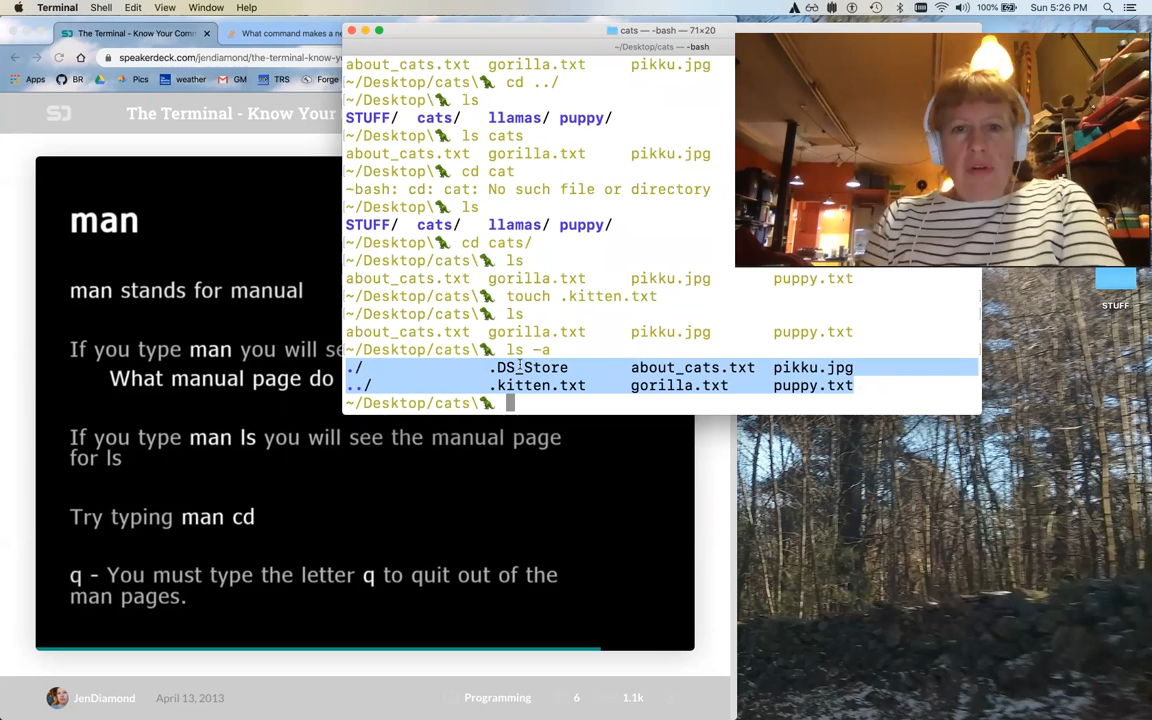 Terminal Shell Edit View Window Help 100% Sun 5:26 PM
The Terminal - Know Your Com
What command makes a ne
speakerdeck.com/jendiamond/the-terminal-know-y
Apps BR Pics weather GM TRS Forge
The Terminal - Know Your
man
man stands for manual
If you type man you will se
What manual page do
If you type man ls you will see the manual page
for ls
Try typing man cd
q - You must type the letter q to quit out of the
man pages.
JenDiamond April 13, 2013 Programming 6 1.1k
cats — -bash — 71×20
~/Desktop/cats — -bash
about_cats.txt gorilla.txt pikku.jpg
~/Desktop\🦖 cd ../
~/Desktop\🦖 ls
STUFF/ cats/ llamas/ puppy/
~/Desktop\🦖 ls cats
about_cats.txt gorilla.txt pikku.jpg
~/Desktop\🦖 cd cat
-bash: cd: cat: No such file or directory
~/Desktop\🦖 ls
STUFF/ cats/ llamas/ puppy/
~/Desktop\🦖 cd cats/
~/Desktop/cats\🦖 ls
about_cats.txt gorilla.txt pikku.jpg puppy.txt
~/Desktop/cats\🦖 touch .kitten.txt
~/Desktop/cats\🦖 ls
about_cats.txt gorilla.txt pikku.jpg puppy.txt
~/Desktop/cats\🦖 ls -a
./ .DS_Store about_cats.txt pikku.jpg
../ .kitten.txt gorilla.txt puppy.txt
~/Desktop/cats\🦖
STUFF